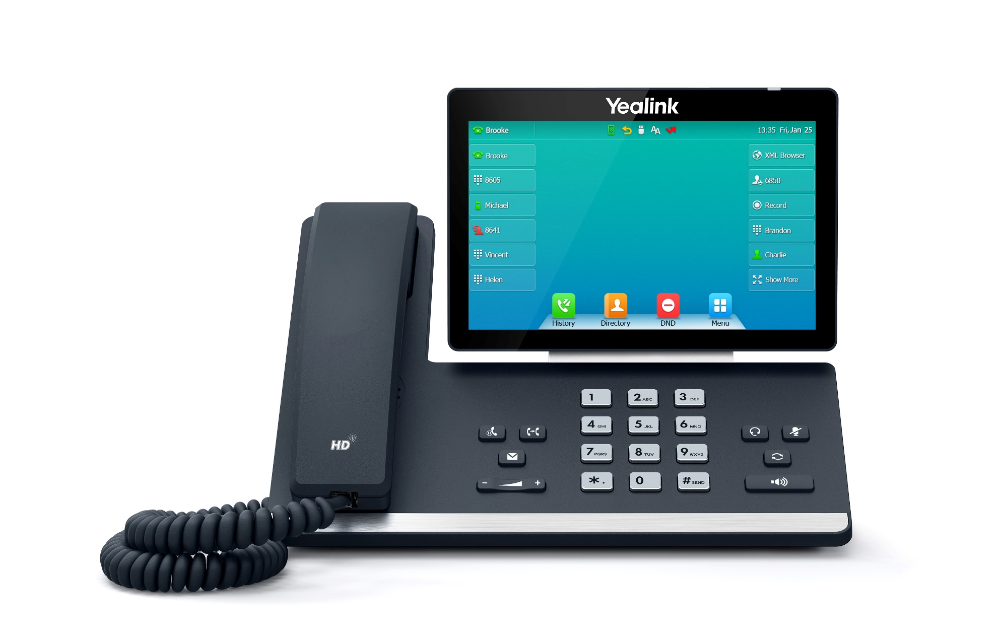 Yealink
Brooke
13:35 Fri, Jan 25
Brooke
8605
Michael
8641
Vincent
Helen
XML Browser
6850
Record
Brandon
Charlie
Show More
History
Directory
DND
Menu
HD
1
2 ABC
3 DEF
4 GHI
5 JKL
6 MNO
7 PQRS
8 TUV
9 WXYZ
* .
0
# SEND
- +